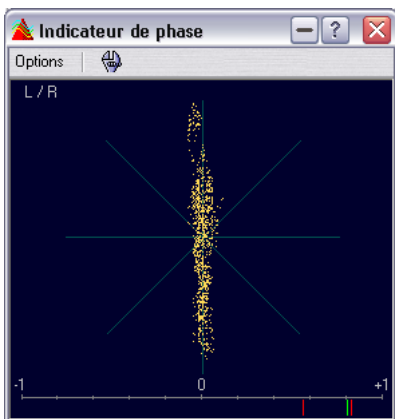 Indicateur de phase
Options
L / R
-1 0 +1